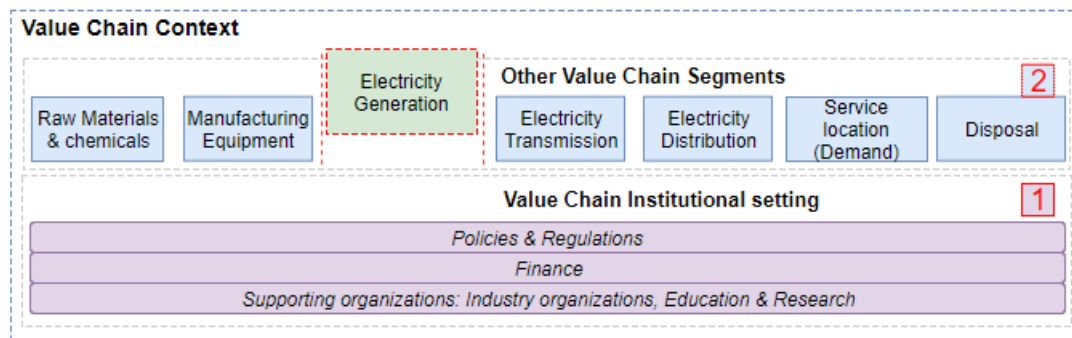 Value Chain Context
Electricity
Generation
Other Value Chain Segments
2
Raw Materials
& chemicals
Manufacturing
Equipment
Electricity
Transmission
Electricity
Distribution
Service
location
(Demand)
Disposal
Value Chain Institutional setting
1
Policies & Regulations
Finance
Supporting organizations: Industry organizations, Education & Research